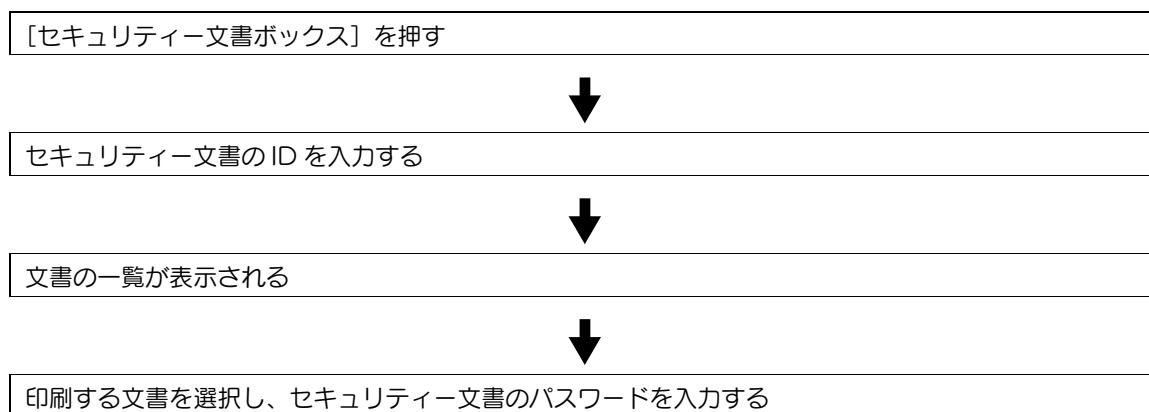 ［セキュリティー文書ボックス］を押す
セキュリティー文書の ID を入力する
文書の一覧が表示される
印刷する文書を選択し、セキュリティー文書のパスワードを入力する